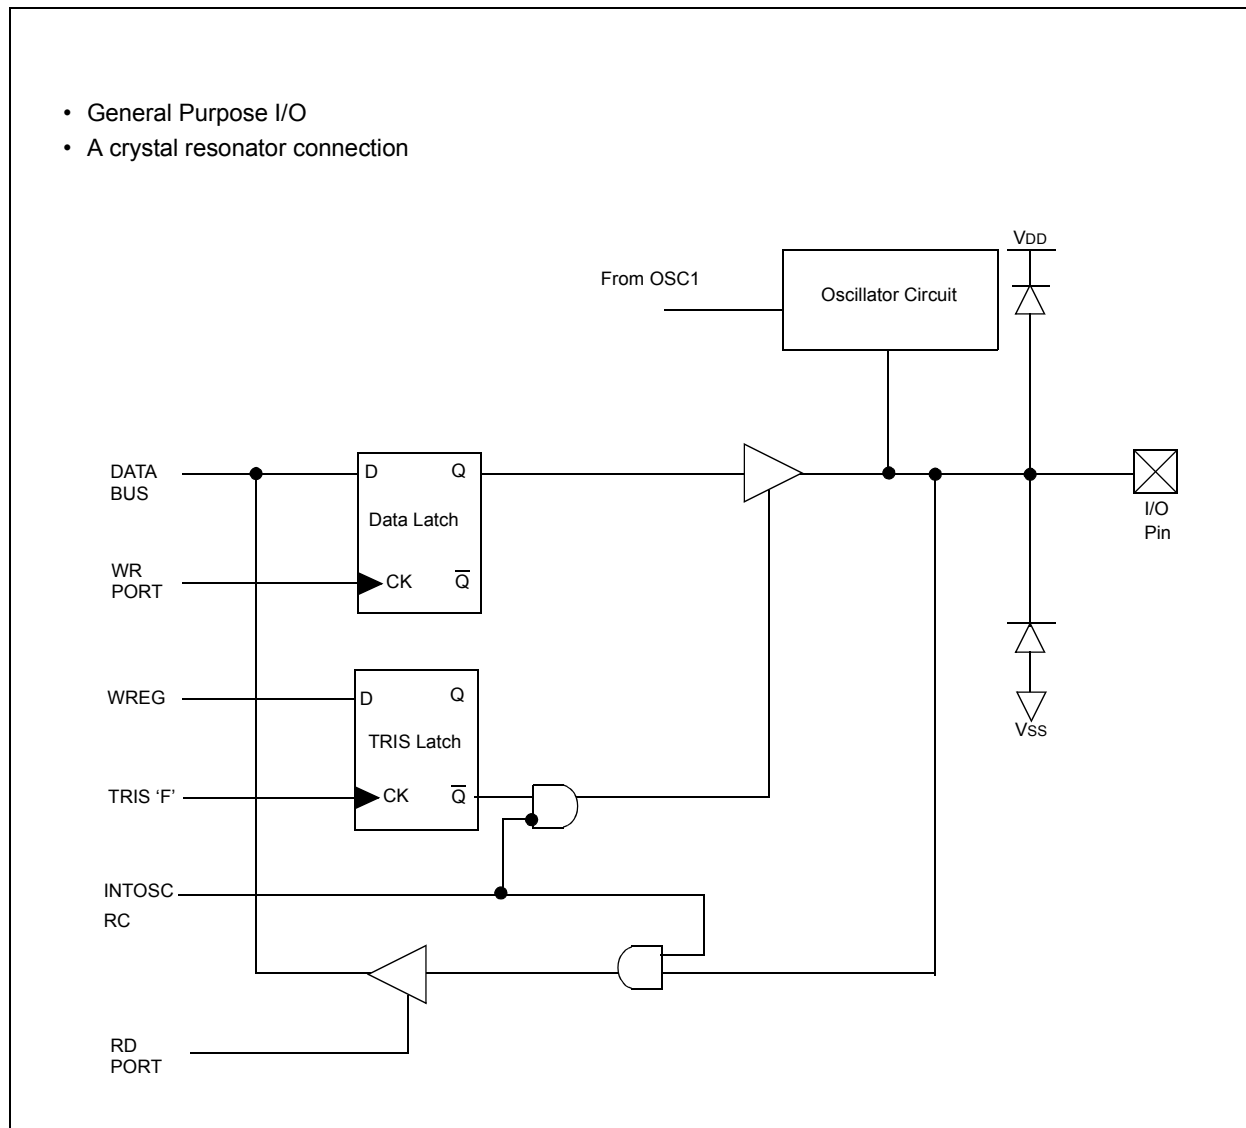 • General Purpose I/O
• A crystal resonator connection
VDD
From OSC1
Oscillator Circuit
DATA
BUS
D
Q
Data Latch
I/O
Pin
WR
PORT
CK
Q̅
WREG
D
Q
TRIS Latch
VSS
TRIS ‘F’
CK
Q̅
INTOSC
RC
RD
PORT